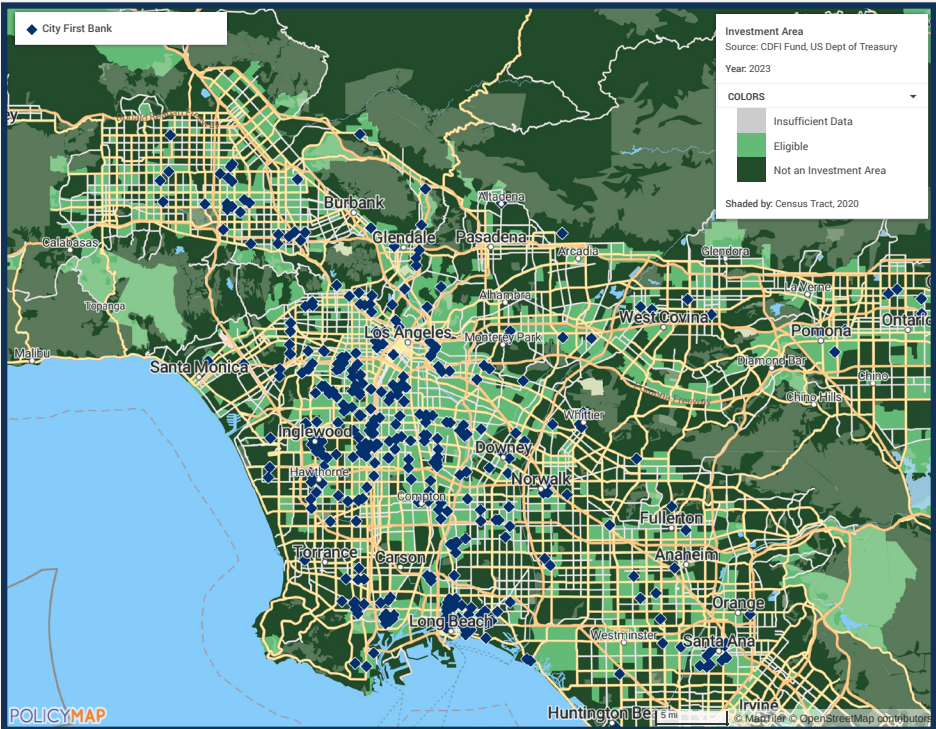 City First Bank
Investment Area
Source: CDFI Fund, US Dept of Treasury
Year: 2023
COLORS
Insufficient Data
Eligible
Not an Investment Area
Shaded by: Census Tract, 2020
Burbank
Altadena
Glendale
Pasadena
Arcadia
Glendora
Calabasas
La Verne
Topanga
Alhambra
West Covina
Ontario
Los Angeles
Monterey Park
Pomona
Malibu
Santa Monica
Diamond Bar
Chino
Chino Hills
Whittier
Inglewood
Downey
Hawthorne
Norwalk
Compton
Fullerton
Torrance
Carson
Anaheim
Orange
Long Beach
Westminster
Santa Ana
Irvine
Huntington Be
5 mi
POLICYMAP
© MapTiler © OpenStreetMap contributors